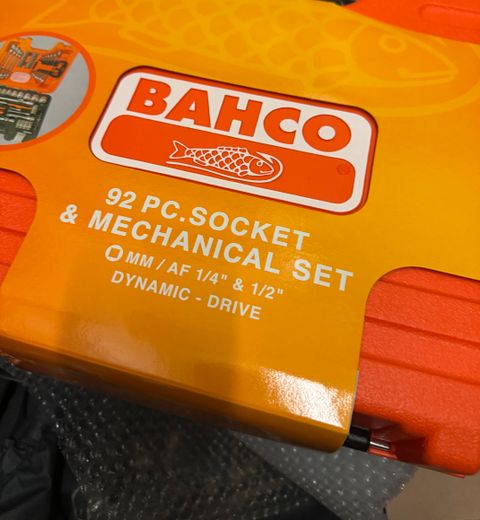 BAHCO
92 PC.SOCKET
& MECHANICAL SET
MM / AF 1/4" & 1/2"
DYNAMIC - DRIVE